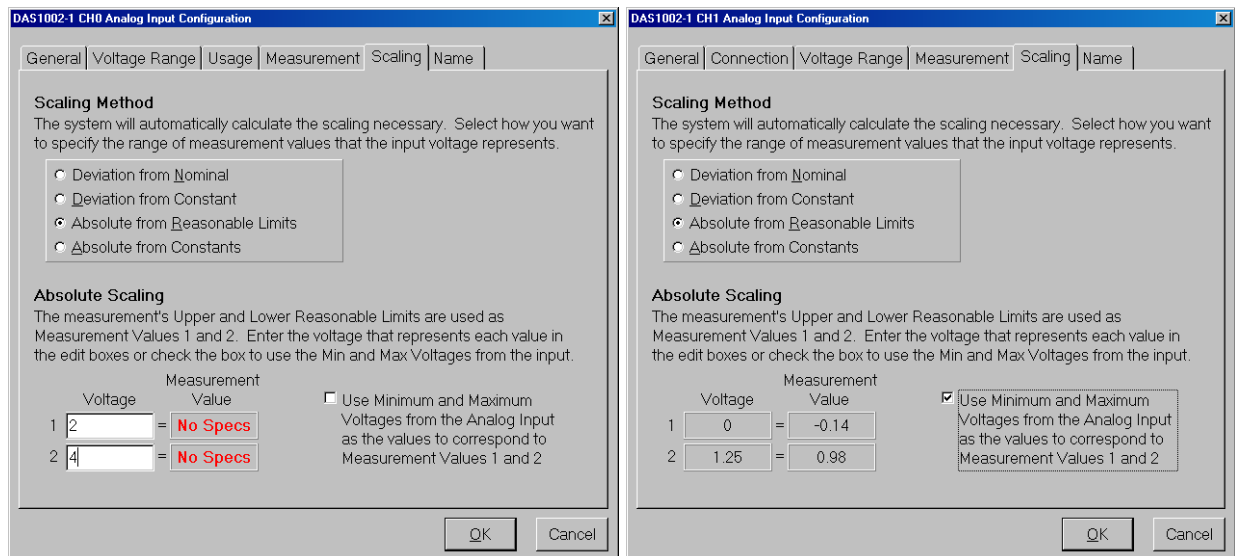 DAS1002-1 CH0 Analog Input Configuration
General Voltage Range Usage Measurement Scaling Name
Scaling Method
The system will automatically calculate the scaling necessary. Select how you want
to specify the range of measurement values that the input voltage represents.
Deviation from Nominal
Deviation from Constant
Absolute from Reasonable Limits
Absolute from Constants
Absolute Scaling
The measurement's Upper and Lower Reasonable Limits are used as
Measurement Values 1 and 2. Enter the voltage that represents each value in
the edit boxes or check the box to use the Min and Max Voltages from the input.
Measurement
Voltage Value
1 2 = No Specs
2 4 = No Specs
Use Minimum and Maximum
Voltages from the Analog Input
as the values to correspond to
Measurement Values 1 and 2
OK Cancel
DAS1002-1 CH1 Analog Input Configuration
General Connection Voltage Range Measurement Scaling Name
Scaling Method
The system will automatically calculate the scaling necessary. Select how you want
to specify the range of measurement values that the input voltage represents.
Deviation from Nominal
Deviation from Constant
Absolute from Reasonable Limits
Absolute from Constants
Absolute Scaling
The measurement's Upper and Lower Reasonable Limits are used as
Measurement Values 1 and 2. Enter the voltage that represents each value in
the edit boxes or check the box to use the Min and Max Voltages from the input.
Measurement
Voltage Value
1 0 = -0.14
2 1.25 = 0.98
Use Minimum and Maximum
Voltages from the Analog Input
as the values to correspond to
Measurement Values 1 and 2
OK Cancel